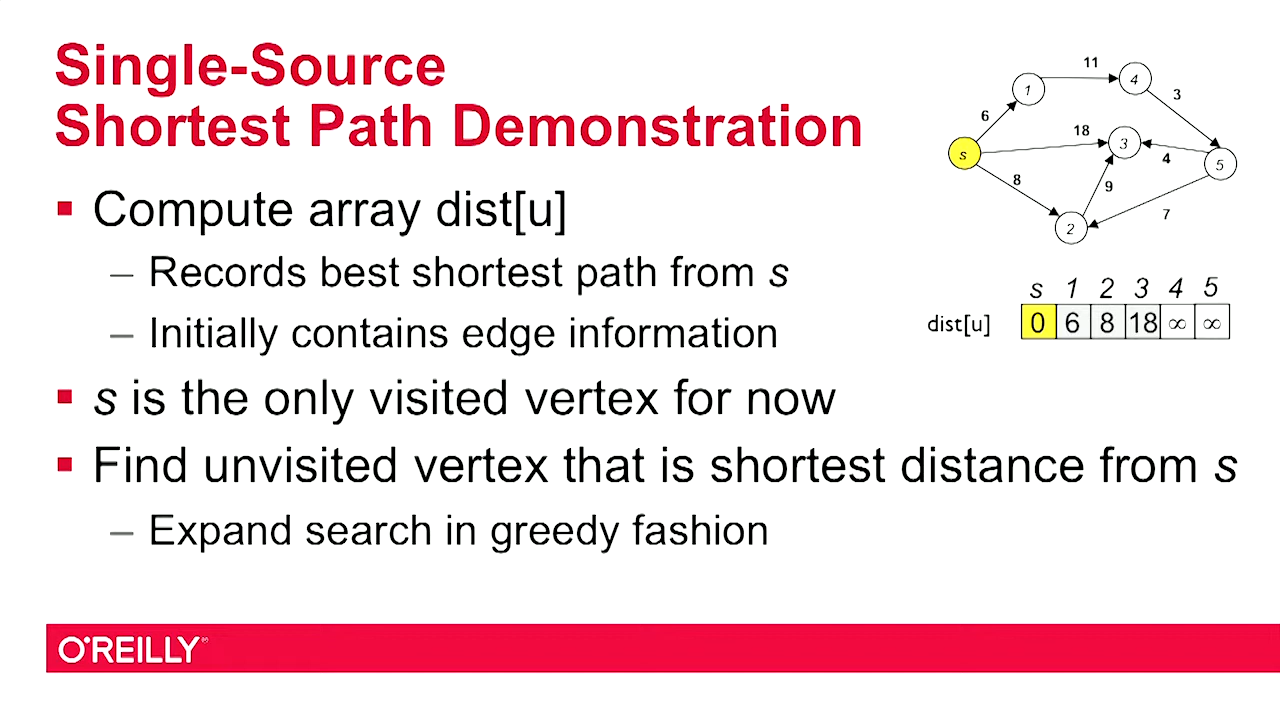 Single-Source
Shortest Path Demonstration
▪ Compute array dist[u]
– Records best shortest path from s
– Initially contains edge information
▪ s is the only visited vertex for now
▪ Find unvisited vertex that is shortest distance from s
– Expand search in greedy fashion
11
1
4
6
3
18
s
3
4
5
8
9
7
2
s 1 2 3 4 5
dist[u] 0 6 8 18 ∞ ∞
O'REILLY®